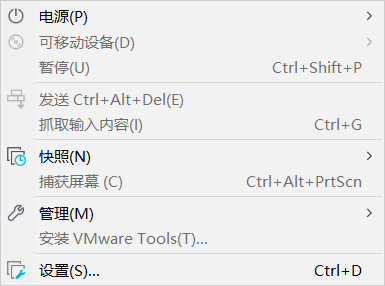 电源(P)
可移动设备(D)
暂停(U) Ctrl+Shift+P
发送 Ctrl+Alt+Del(E)
抓取输入内容(I) Ctrl+G
快照(N)
捕获屏幕 (C) Ctrl+Alt+PrtScn
管理(M)
安装 VMware Tools(T)...
设置(S)... Ctrl+D